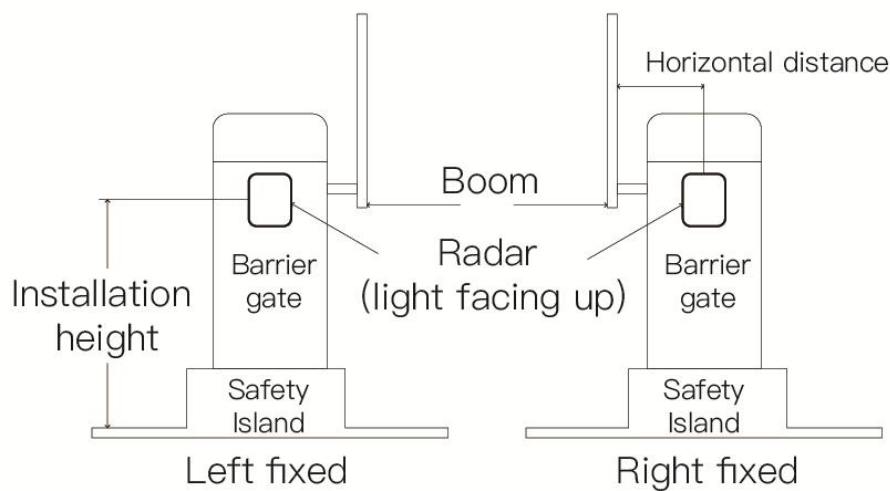 Horizontal distance
Boom
Radar
(light facing up)
Barrier
gate
Barrier
gate
Installation
height
Safety
Island
Safety
Island
Left fixed
Right fixed